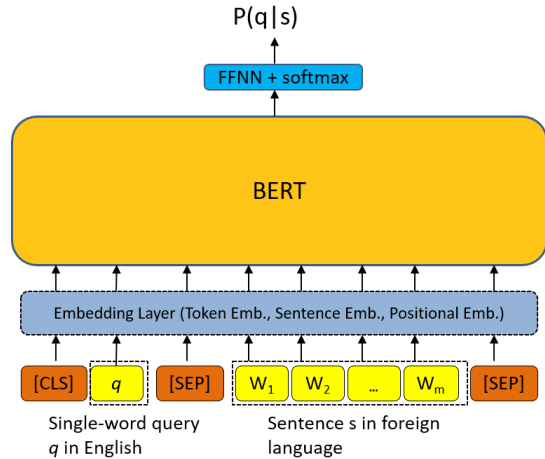 P(q|s)
FFNN + softmax
BERT
Embedding Layer (Token Emb., Sentence Emb., Positional Emb.)
[CLS] q [SEP] W1 W2 ... Wm [SEP]
Single-word query Sentence s in foreign
q in English language